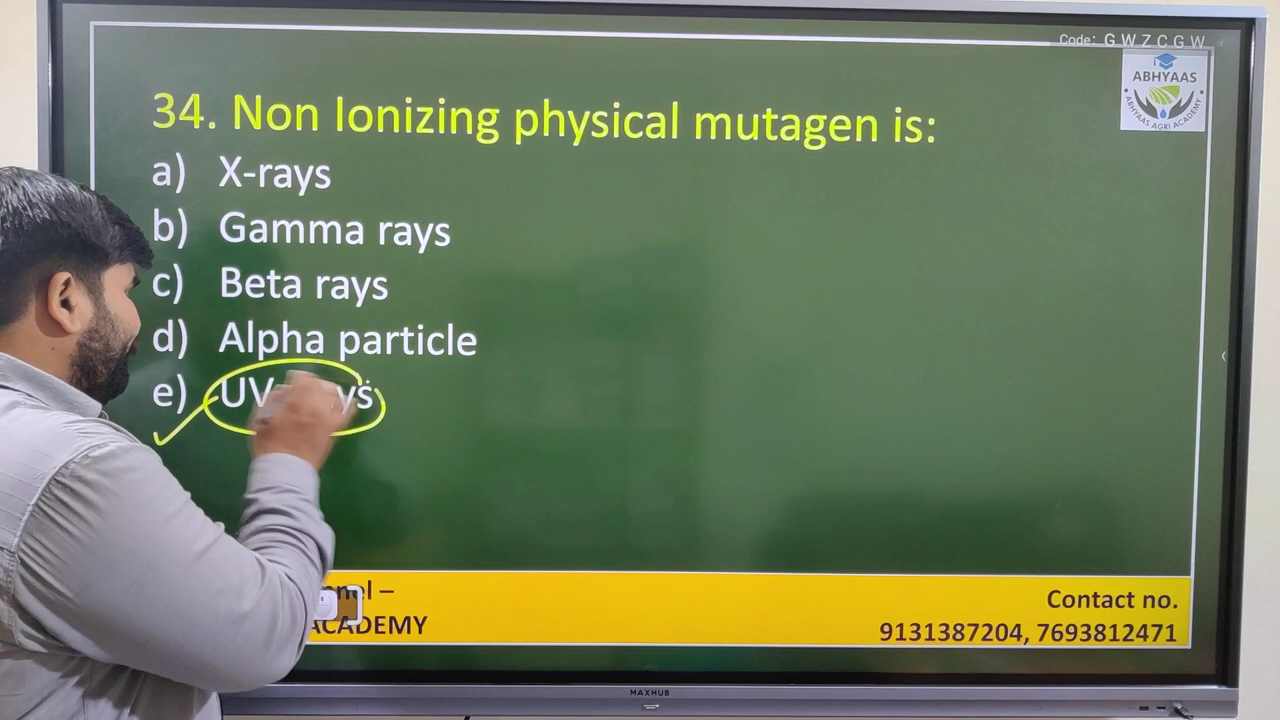 Code: G W Z C G W
ABHYAAS
ABHYAAS AGRI ACADEMY
34. Non Ionizing physical mutagen is:
a) X-rays
b) Gamma rays
c) Beta rays
d) Alpha particle
e)
–
ACADEMY
Contact no.
9131387204, 7693812471
MAXHUB